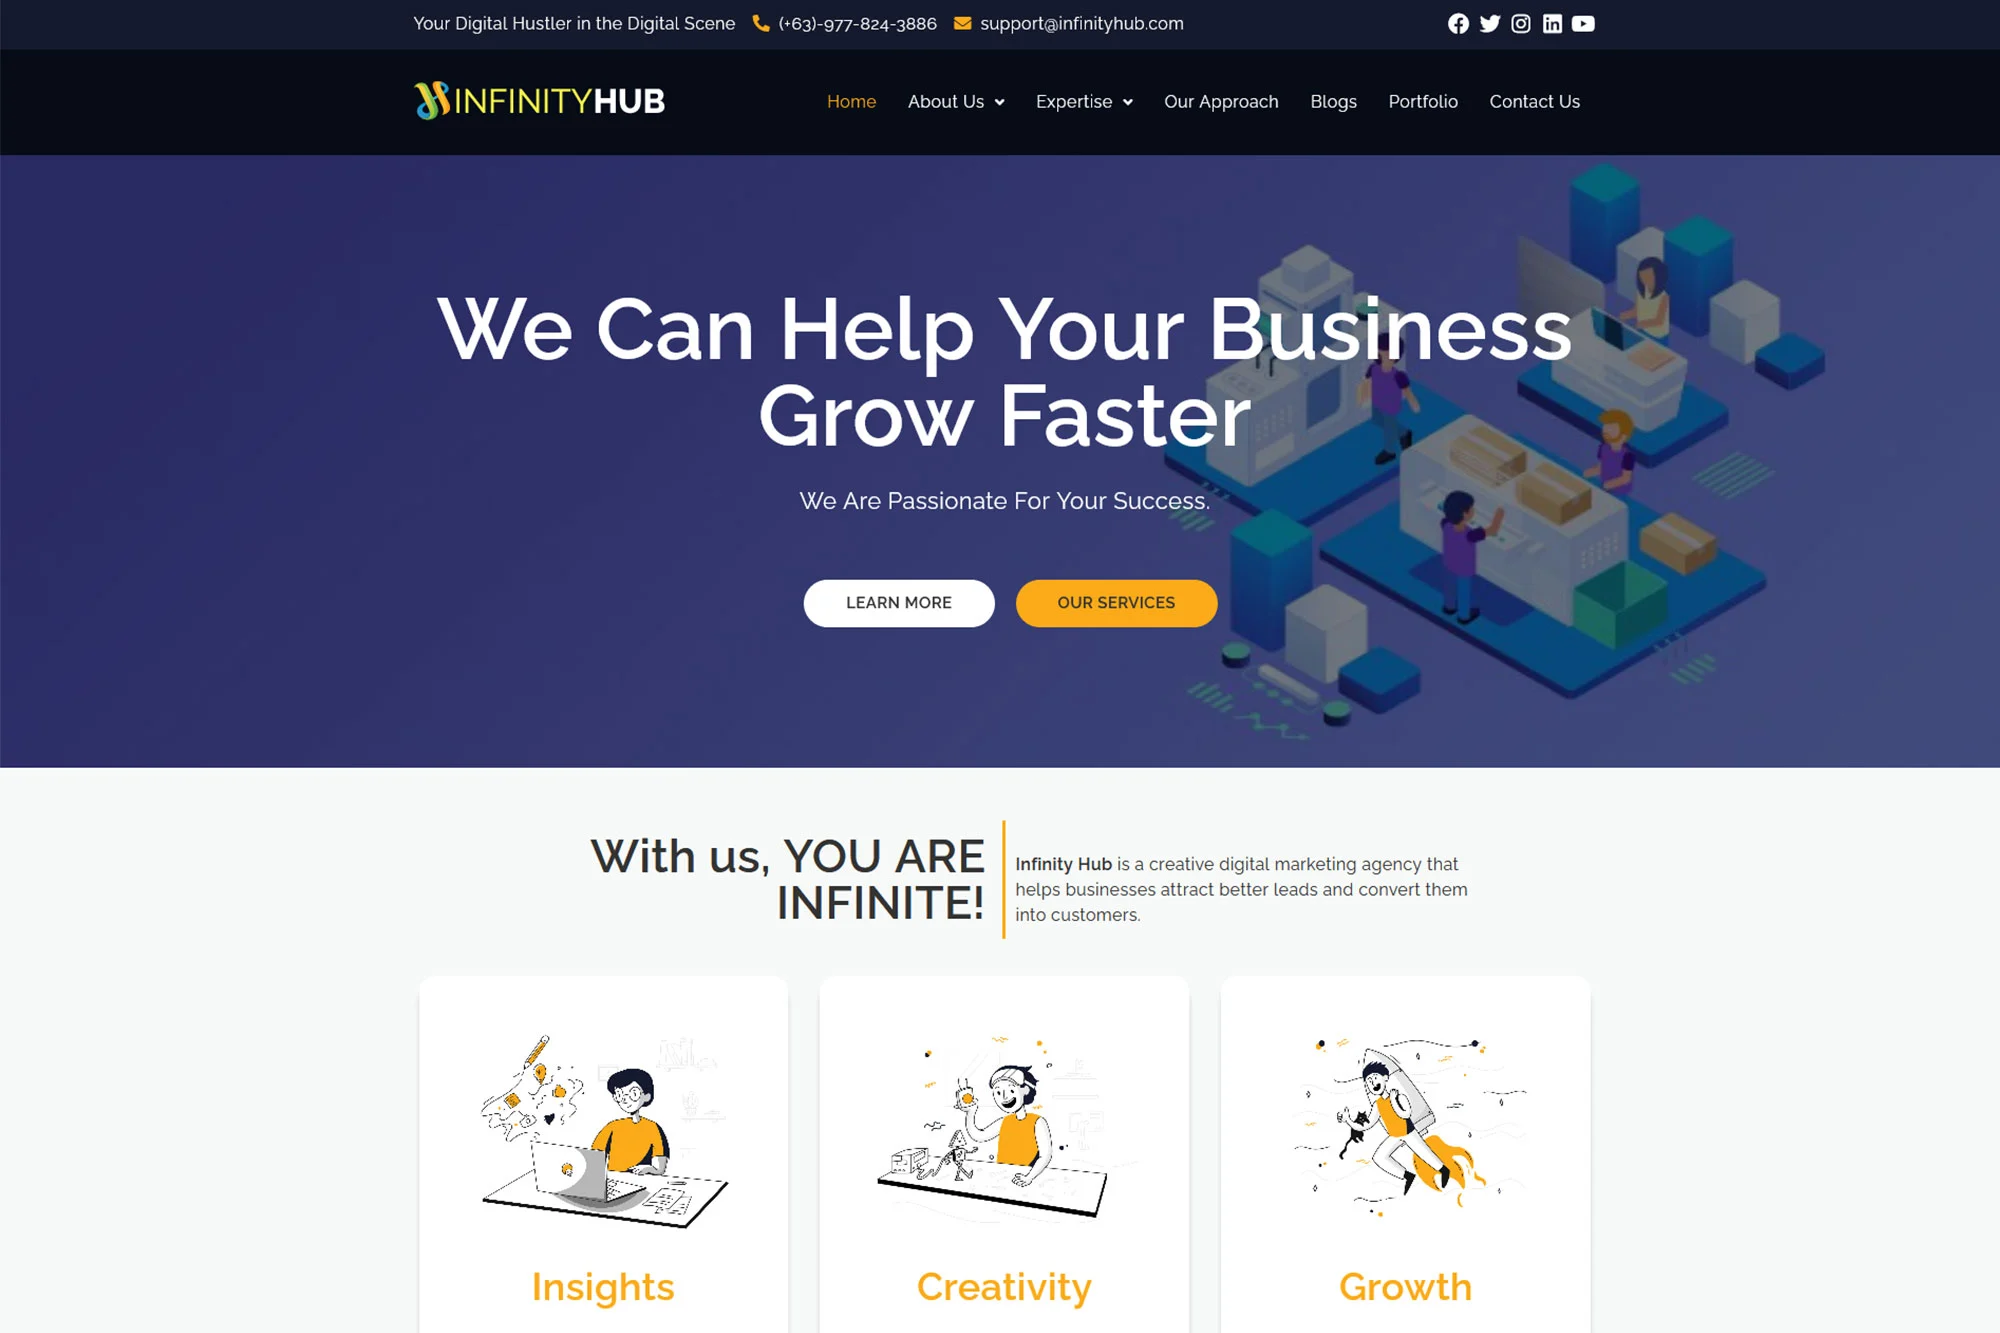 Your Digital Hustler in the Digital Scene (+63)-977-824-3886 support@infinityhub.com
INFINITYHUB
Home About Us Expertise Our Approach Blogs Portfolio Contact Us
We Can Help Your Business
Grow Faster
We Are Passionate For Your Success.
LEARN MORE OUR SERVICES
With us, YOU ARE
INFINITE!
Infinity Hub is a creative digital marketing agency that
helps businesses attract better leads and convert them
into customers.
Insights Creativity Growth